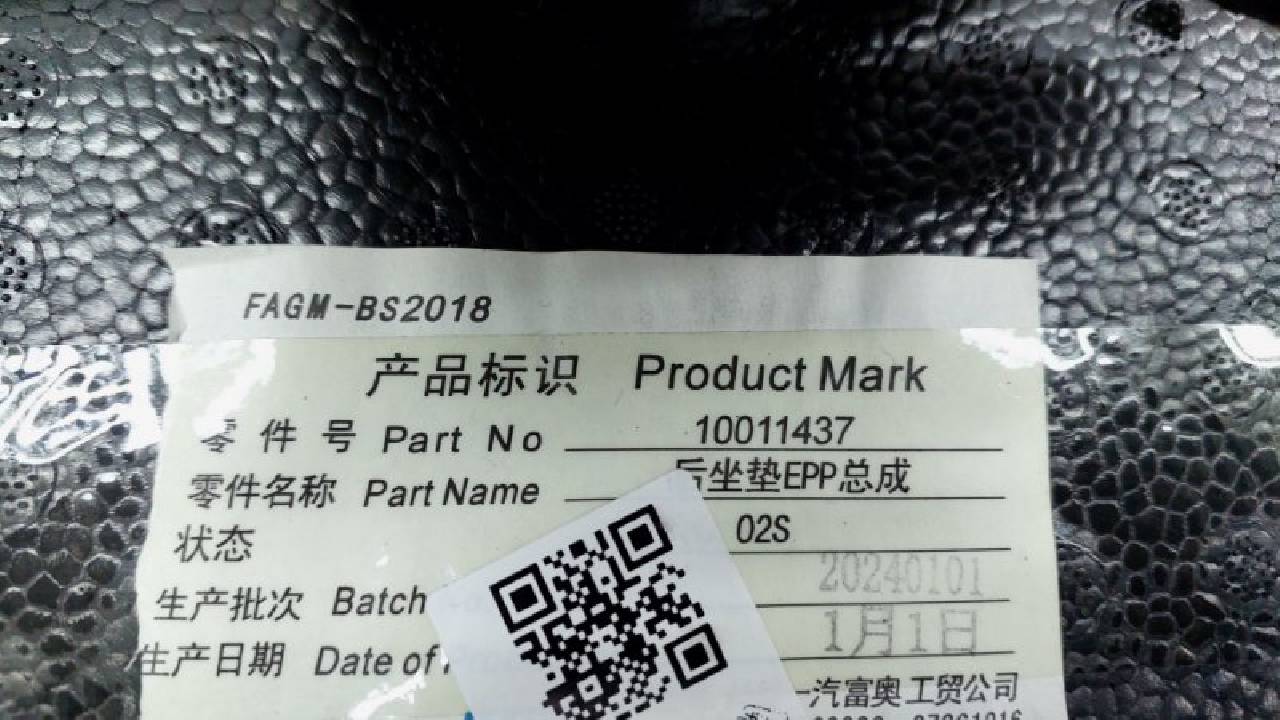 FAGM-BS2018
产品标识 Product Mark
零件号 Part No 10011437
零件名称 Part Name 后坐垫EPP总成
状态 02S
生产批次 Batch 20240101
生产日期 Date of 1月1日
一汽富奥工贸公司